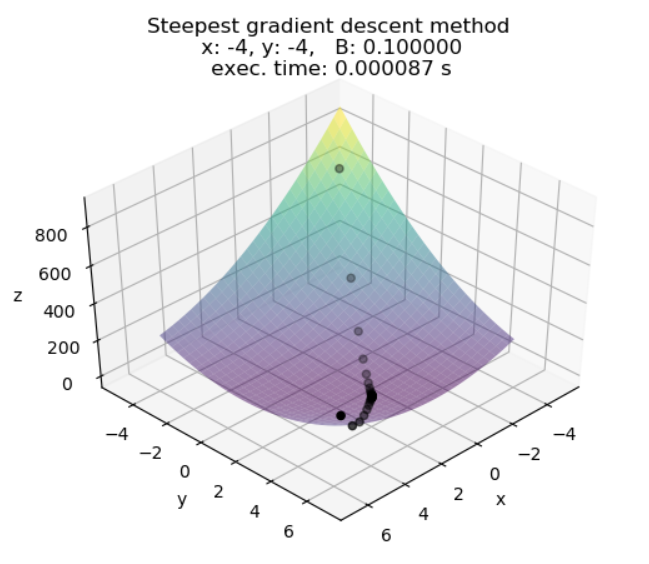 Steepest gradient descent method
x: -4, y: -4,   B: 0.100000
exec. time: 0.000087 s
800
600
z
400
200
0
−4
−2
0
y
2
4
6
−4
−2
0
x
2
4
6